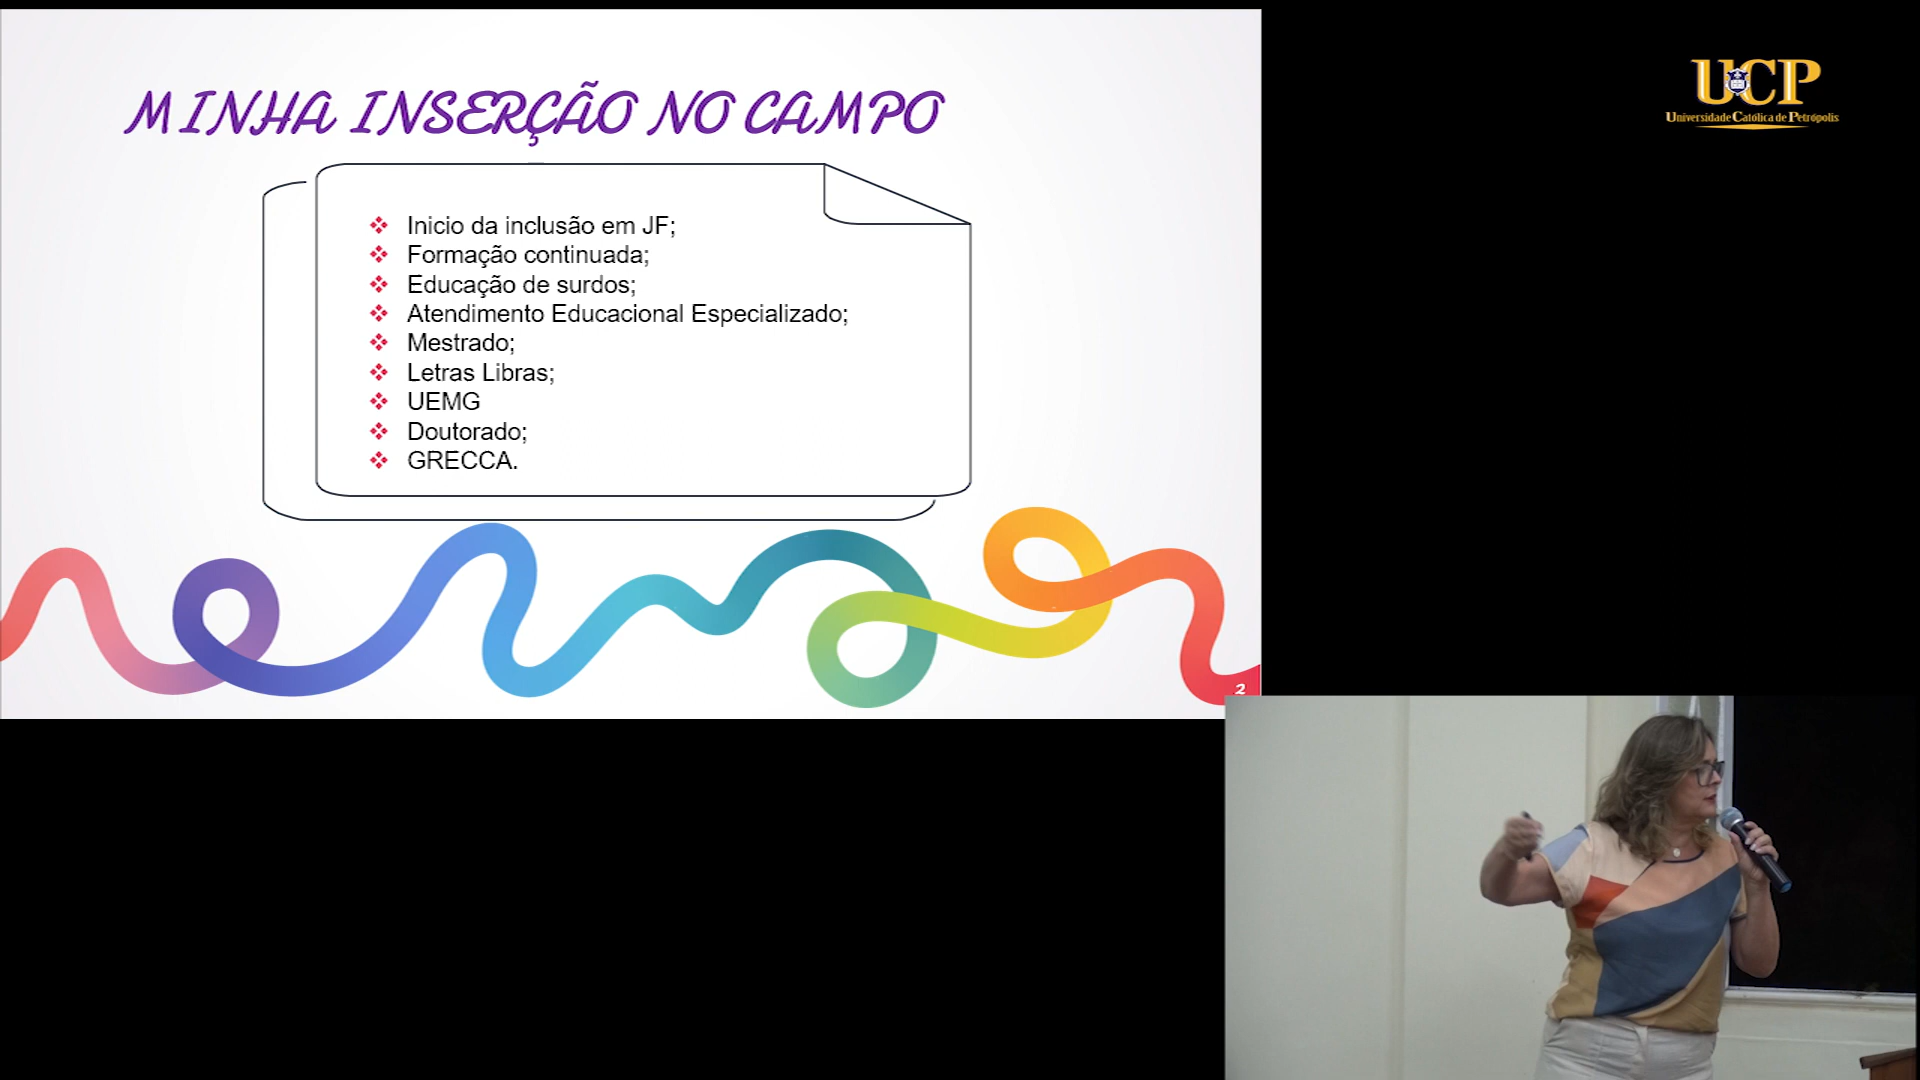 MINHA INSERÇÃO NO CAMPO
Inicio da inclusão em JF;
Formação continuada;
Educação de surdos;
Atendimento Educacional Especializado;
Mestrado;
Letras Libras;
UEMG
Doutorado;
GRECCA.
2
UCP
Universidade Católica de Petrópolis